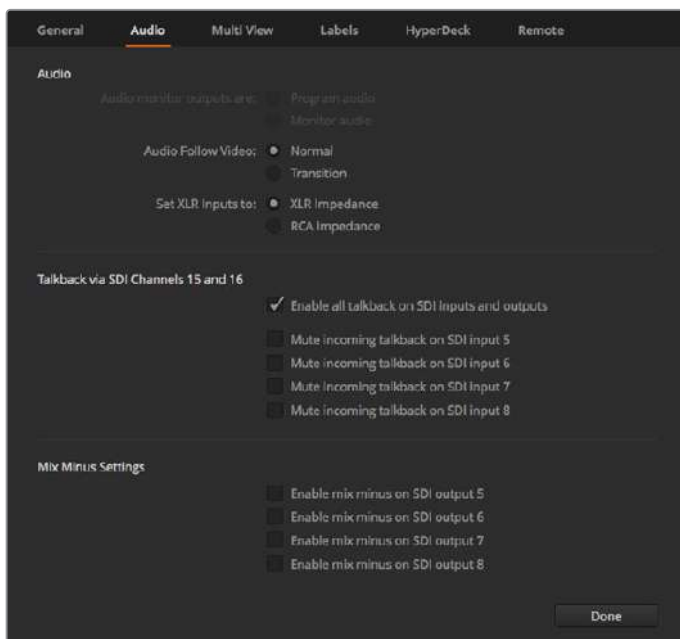 General Audio Multi View Labels HyperDeck Remote
Audio
Audio monitor outputs are: Program audio
Monitor audio
Audio Follow Video: Normal
Transition
Set XLR Inputs to: XLR Impedance
RCA Impedance
Talkback via SDI Channels 15 and 16
Enable all talkback on SDI Inputs and outputs
Mute incoming talkback on SDI input 5
Mute incoming talkback on SDI input 6
Mute incoming talkback on SDI input 7
Mute incoming talkback on SDI input 8
Mix Minus Settings
Enable mix minus on SDI output 5
Enable mix minus on SDI output 6
Enable mix minus on SDI output 7
Enable mix minus on SDI output 8
Done